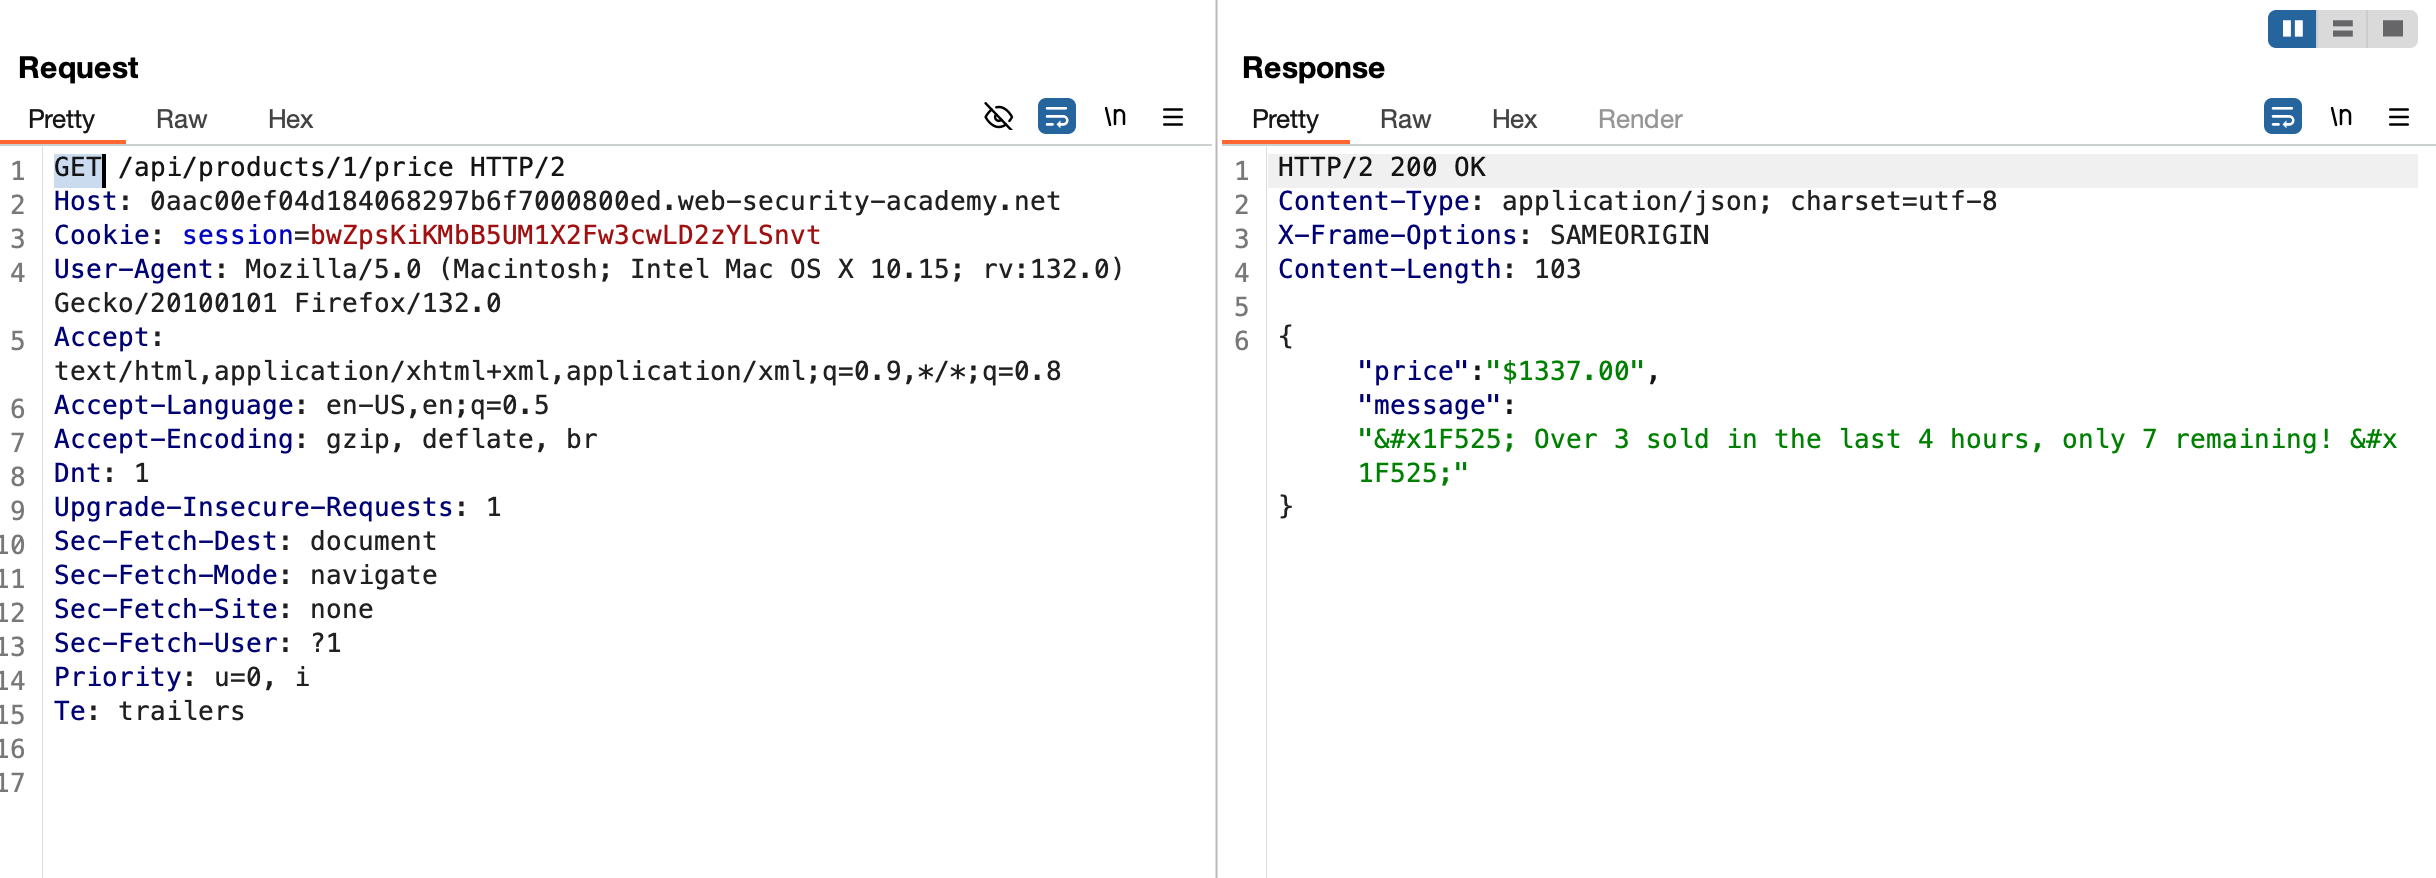 Request
Pretty Raw Hex \n
1 GET /api/products/1/price HTTP/2
2 Host: 0aac00ef04d184068297b6f7000800ed.web-security-academy.net
3 Cookie: session=bwZpsKiKMbB5UM1X2Fw3cwLD2zYLSnvt
4 User-Agent: Mozilla/5.0 (Macintosh; Intel Mac OS X 10.15; rv:132.0)
Gecko/20100101 Firefox/132.0
5 Accept:
text/html,application/xhtml+xml,application/xml;q=0.9,*/*;q=0.8
6 Accept-Language: en-US,en;q=0.5
7 Accept-Encoding: gzip, deflate, br
8 Dnt: 1
9 Upgrade-Insecure-Requests: 1
10 Sec-Fetch-Dest: document
11 Sec-Fetch-Mode: navigate
12 Sec-Fetch-Site: none
13 Sec-Fetch-User: ?1
14 Priority: u=0, i
15 Te: trailers
16
17
Response
Pretty Raw Hex Render \n
1 HTTP/2 200 OK
2 Content-Type: application/json; charset=utf-8
3 X-Frame-Options: SAMEORIGIN
4 Content-Length: 103
5
6 {
"price":"$1337.00",
"message":
"&#x1F525; Over 3 sold in the last 4 hours, only 7 remaining! &#x
1F525;"
}